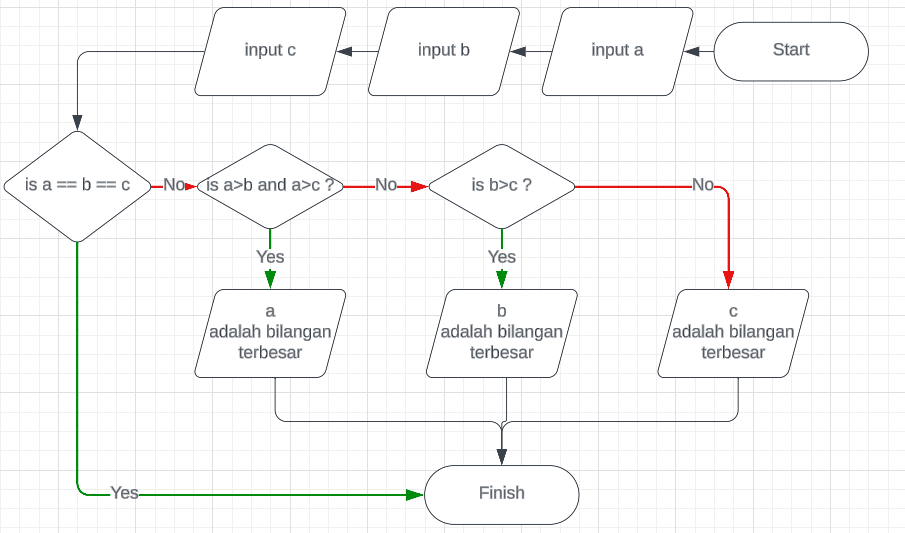 Start
input a
input b
input c
is a == b == c
No
is a>b and a>c ?
No
is b>c ?
No
Yes
Yes
a
adalah bilangan
terbesar
b
adalah bilangan
terbesar
c
adalah bilangan
terbesar
Yes
Finish